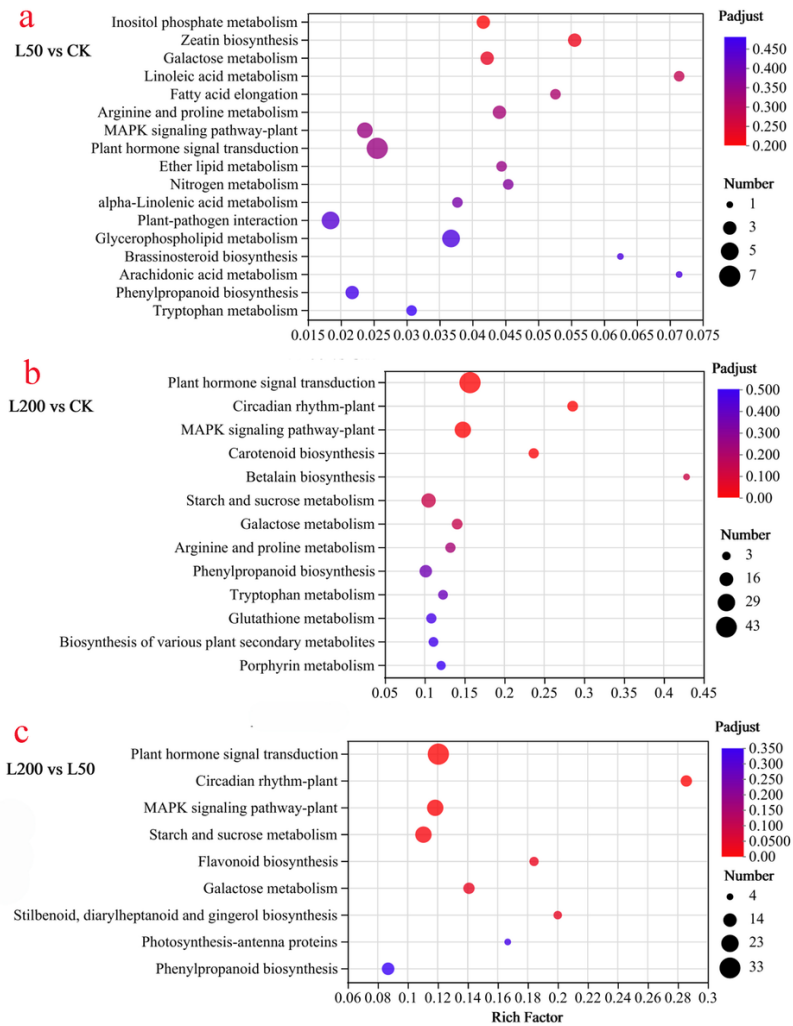 a
L50 vs CK
Inositol phosphate metabolism
Zeatin biosynthesis
Galactose metabolism
Linoleic acid metabolism
Fatty acid elongation
Arginine and proline metabolism
MAPK signaling pathway-plant
Plant hormone signal transduction
Ether lipid metabolism
Nitrogen metabolism
alpha-Linolenic acid metabolism
Plant-pathogen interaction
Glycerophospholipid metabolism
Brassinosteroid biosynthesis
Arachidonic acid metabolism
Phenylpropanoid biosynthesis
Tryptophan metabolism
0.015 0.02 0.025 0.03 0.035 0.04 0.045 0.05 0.055 0.06 0.065 0.07 0.075
Padjust
0.450
0.400
0.350
0.300
0.250
0.200
Number
1
3
5
7
b
L200 vs CK
Plant hormone signal transduction
Circadian rhythm-plant
MAPK signaling pathway-plant
Carotenoid biosynthesis
Betalain biosynthesis
Starch and sucrose metabolism
Galactose metabolism
Arginine and proline metabolism
Phenylpropanoid biosynthesis
Tryptophan metabolism
Glutathione metabolism
Biosynthesis of various plant secondary metabolites
Porphyrin metabolism
0.05 0.1 0.15 0.2 0.25 0.3 0.35 0.4 0.45
Padjust
0.500
0.400
0.300
0.200
0.100
0.00
Number
3
16
29
43
c
L200 vs L50
Plant hormone signal transduction
Circadian rhythm-plant
MAPK signaling pathway-plant
Starch and sucrose metabolism
Flavonoid biosynthesis
Galactose metabolism
Stilbenoid, diarylheptanoid and gingerol biosynthesis
Photosynthesis-antenna proteins
Phenylpropanoid biosynthesis
0.06 0.08 0.1 0.12 0.14 0.16 0.18 0.2 0.22 0.24 0.26 0.28 0.3
Rich Factor
Padjust
0.350
0.300
0.250
0.200
0.150
0.100
0.0500
0.00
Number
4
14
23
33